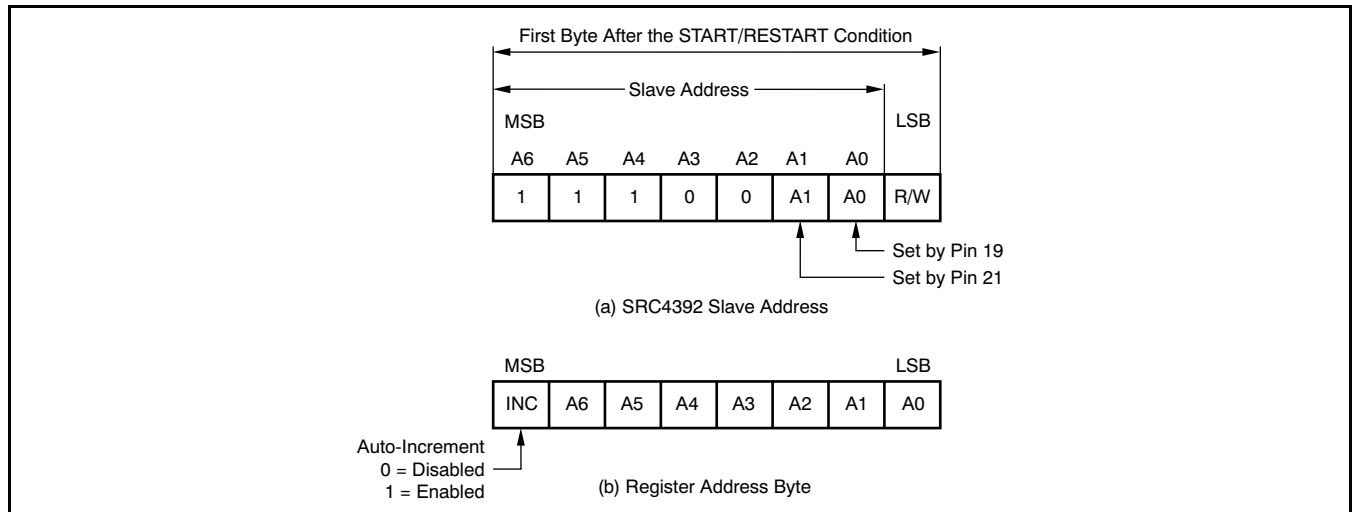 First Byte After the START/RESTART Condition
Slave Address
MSB LSB
A6 A5 A4 A3 A2 A1 A0
1 1 1 0 0 A1 A0 R/W
Set by Pin 19
Set by Pin 21
(a) SRC4392 Slave Address
MSB LSB
INC A6 A5 A4 A3 A2 A1 A0
Auto-Increment
0 = Disabled
1 = Enabled
(b) Register Address Byte